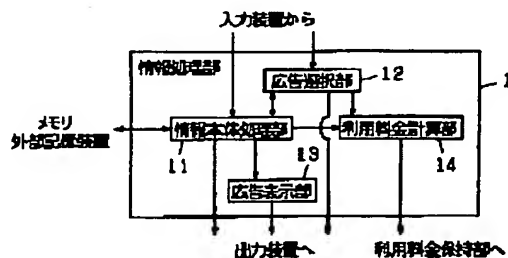 入力装置から
情報処理部
広告選択部
12
1
メモリ
外部記憶装置
情報本体処理部
利用料金計算部
11
13
14
広告表示部
出力装置へ
利用料金保持部へ